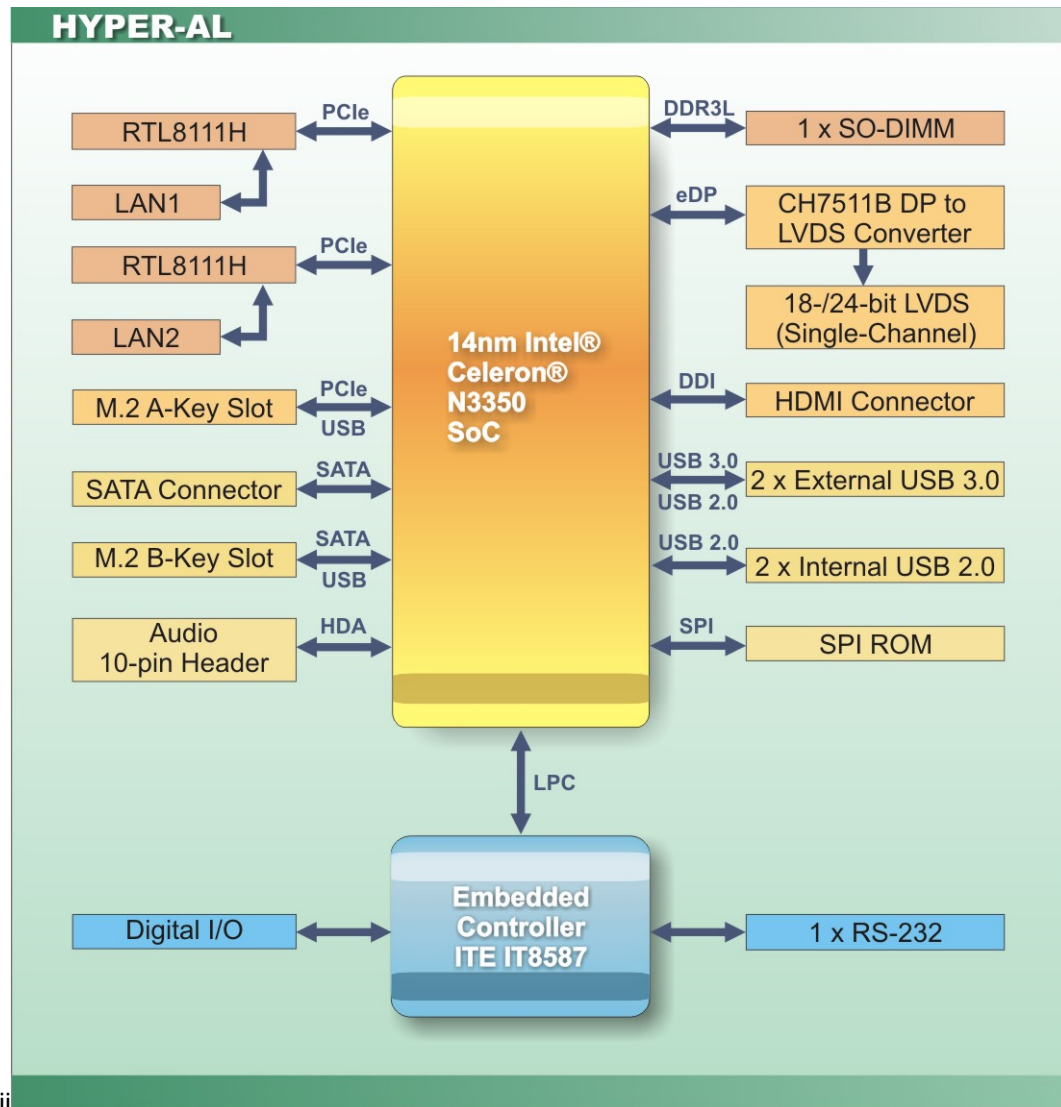 HYPER-AL
RTL8111H
PCIe
LAN1
RTL8111H
PCIe
LAN2
M.2 A-Key Slot
PCIe
USB
SATA Connector
SATA
M.2 B-Key Slot
SATA
USB
Audio
10-pin Header
HDA
14nm Intel®
Celeron®
N3350
SoC
DDR3L
1 x SO-DIMM
eDP
CH7511B DP to
LVDS Converter
18-/24-bit LVDS
(Single-Channel)
DDI
HDMI Connector
USB 3.0
USB 2.0
2 x External USB 3.0
USB 2.0
2 x Internal USB 2.0
SPI
SPI ROM
LPC
Digital I/O
Embedded
Controller
ITE IT8587
1 x RS-232
ii